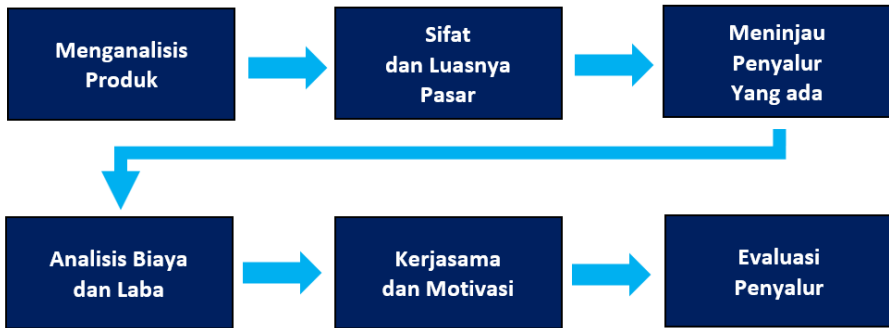 Menganalisis
Produk
Sifat
dan Luasnya
Pasar
Meninjau
Penyalur
Yang ada
Analisis Biaya
dan Laba
Kerjasama
dan Motivasi
Evaluasi
Penyalur